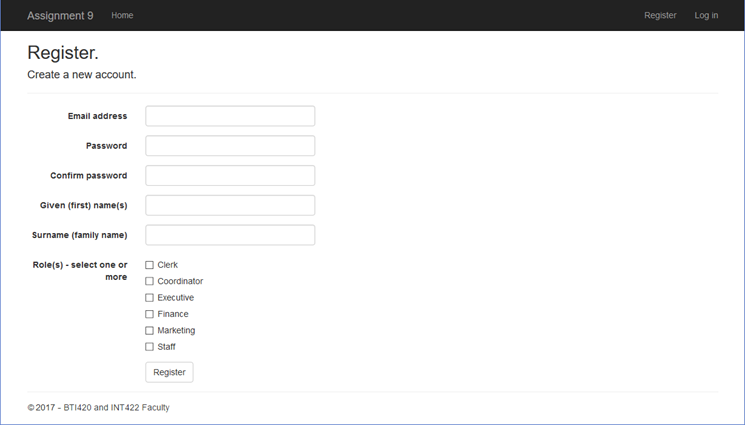 Assignment 9 Home Register Log in
Register.
Create a new account.
Email address
Password
Confirm password
Given (first) name(s)
Surname (family name)
Role(s) - select one or
more
Clerk
Coordinator
Executive
Finance
Marketing
Staff
Register
©2017 - BTI420 and INT422 Faculty